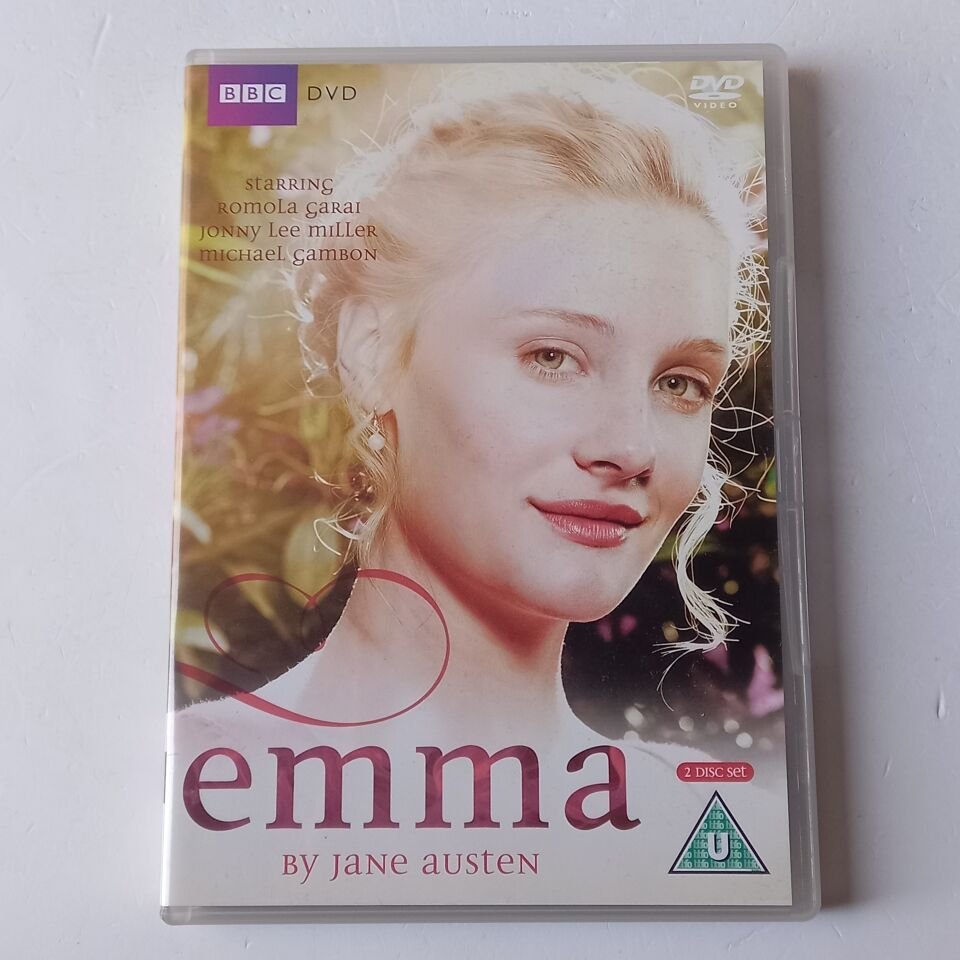 BBC DVD
DVD
VIDEO
starring
romola garai
jonny lee miller
michael gambon
emma
2 disc set
U
by jane austen